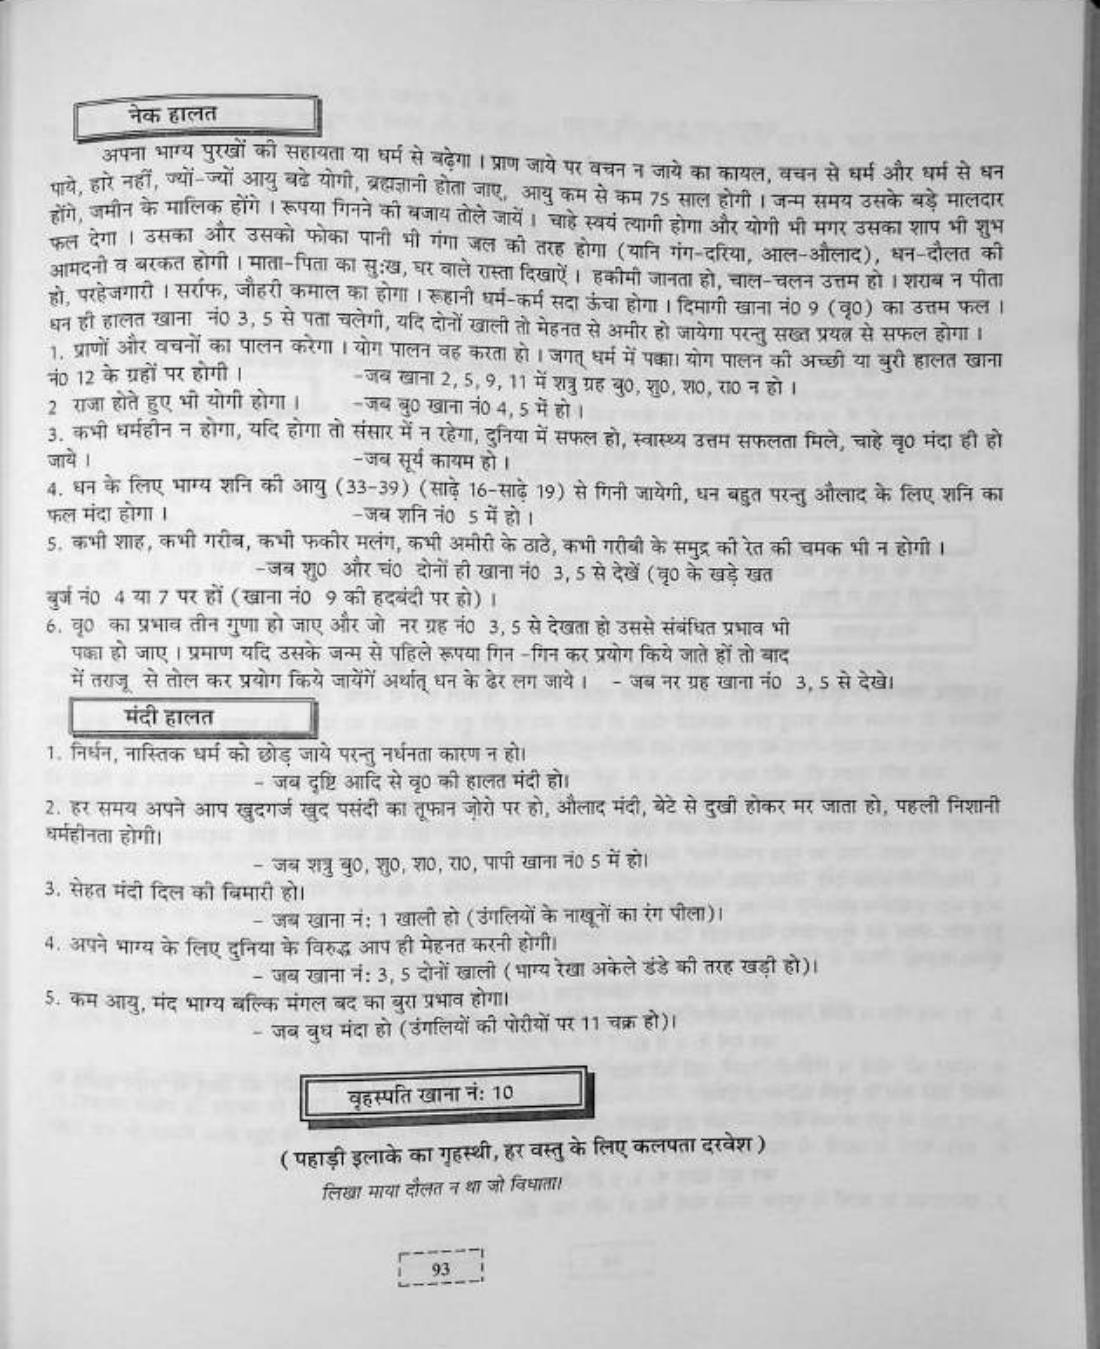 नेक हालत
अपना भाग्य पुरखों की सहायता या धर्म से बढ़ेगा । प्राण जाये पर वचन न जाये का कायल, वचन से धर्म और धर्म से धन
पाये, हारे नहीं, ज्यों-ज्यों आयु बढे योगी, ब्रह्मज्ञानी होता जाए, आयु कम से कम 75 साल होगी । जन्म समय उसके बड़े मालदार
होंगे, जमीन के मालिक होंगे । रूपया गिनने की बजाय तोले जायें । चाहे स्वयं त्यागी होगा और योगी भी मगर उसका शाप भी शुभ
फल देगा । उसका और उसको फोका पानी भी गंगा जल की तरह होगा (यानि गंग-दरिया, आल-औलाद), धन-दौलत की
आमदनी व बरकत होगी । माता-पिता का सुःख, घर वाले रास्ता दिखाऐं । हकीमी जानता हो, चाल-चलन उत्तम हो । शराब न पीता
हो, परहेजगारी । सर्राफ, जौहरी कमाल का होगा । रूहानी धर्म-कर्म सदा ऊंचा होगा । दिमागी खाना नं0 9 (वृ0) का उत्तम फल ।
धन ही हालत खाना नं0 3, 5 से पता चलेगी, यदि दोनों खाली तो मेहनत से अमीर हो जायेगा परन्तु सख्त प्रयत्न से सफल होगा ।
1. प्राणों और वचनों का पालन करेगा । योग पालन वह करता हो । जगत् धर्म में पक्का। योग पालन की अच्छी या बुरी हालत खाना
नं0 12 के ग्रहों पर होगी । -जब खाना 2, 5, 9, 11 में शत्रु ग्रह बु0, शु0, श0, रा0 न हो ।
2 राजा होते हुए भी योगी होगा । -जब बु0 खाना नं0 4, 5 में हो ।
3. कभी धर्महीन न होगा, यदि होगा तो संसार में न रहेगा, दुनिया में सफल हो, स्वास्थ्य उत्तम सफलता मिले, चाहे वृ0 मंदा ही हो
जाये । -जब सूर्य कायम हो ।
4. धन के लिए भाग्य शनि की आयु (33-39) (साढ़े 16-साढ़े 19) से गिनी जायेगी, धन बहुत परन्तु औलाद के लिए शनि का
फल मंदा होगा । -जब शनि नं0 5 में हो ।
5. कभी शाह, कभी गरीब, कभी फकीर मलंग, कभी अमीरी के ठाठे, कभी गरीबी के समुद्र की रेत की चमक भी न होगी ।
-जब शु0 और चं0 दोनों ही खाना नं0 3, 5 से देखें (वृ0 के खड़े खत
बुर्ज नं0 4 या 7 पर हों (खाना नं0 9 की हदबंदी पर हो) ।
6. वृ0 का प्रभाव तीन गुणा हो जाए और जो नर ग्रह नं0 3, 5 से देखता हो उससे संबंधित प्रभाव भी
पक्का हो जाए । प्रमाण यदि उसके जन्म से पहिले रूपया गिन -गिन कर प्रयोग किये जाते हों तो बाद
में तराजू से तोल कर प्रयोग किये जायेंगें अर्थात् धन के ढेर लग जाये । - जब नर ग्रह खाना नं0 3, 5 से देखे।
मंदी हालत
1. निर्धन, नास्तिक धर्म को छोड़ जाये परन्तु नर्धनता कारण न हो।
- जब दृष्टि आदि से वृ0 की हालत मंदी हो।
2. हर समय अपने आप खुदगर्ज खुद पसंदी का तूफान ज़ोरो पर हो, औलाद मंदी, बेटे से दुखी होकर मर जाता हो, पहली निशानी
धर्महीनता होगी।
- जब शत्रु बु0, शु0, श0, रा0, पापी खाना नं0 5 में हो।
3. सेहत मंदी दिल की बिमारी हो।
- जब खाना नं: 1 खाली हो (उंगलियों के नाखूनों का रंग पीला)।
4. अपने भाग्य के लिए दुनिया के विरुद्ध आप ही मेहनत करनी होगी।
- जब खाना नं: 3, 5 दोनों खाली (भाग्य रेखा अकेले डंडे की तरह खड़ी हो)।
5. कम आयु, मंद भाग्य बल्कि मंगल बद का बुरा प्रभाव होगा।
- जब बुध मंदा हो (उंगलियों की पोरीयों पर 11 चक्र हो)।
वृहस्पति खाना नं: 10
(पहाड़ी इलाके का गृहस्थी, हर वस्तु के लिए कलपता दरवेश)
लिखा माया दौलत न था जो विधाता।
93